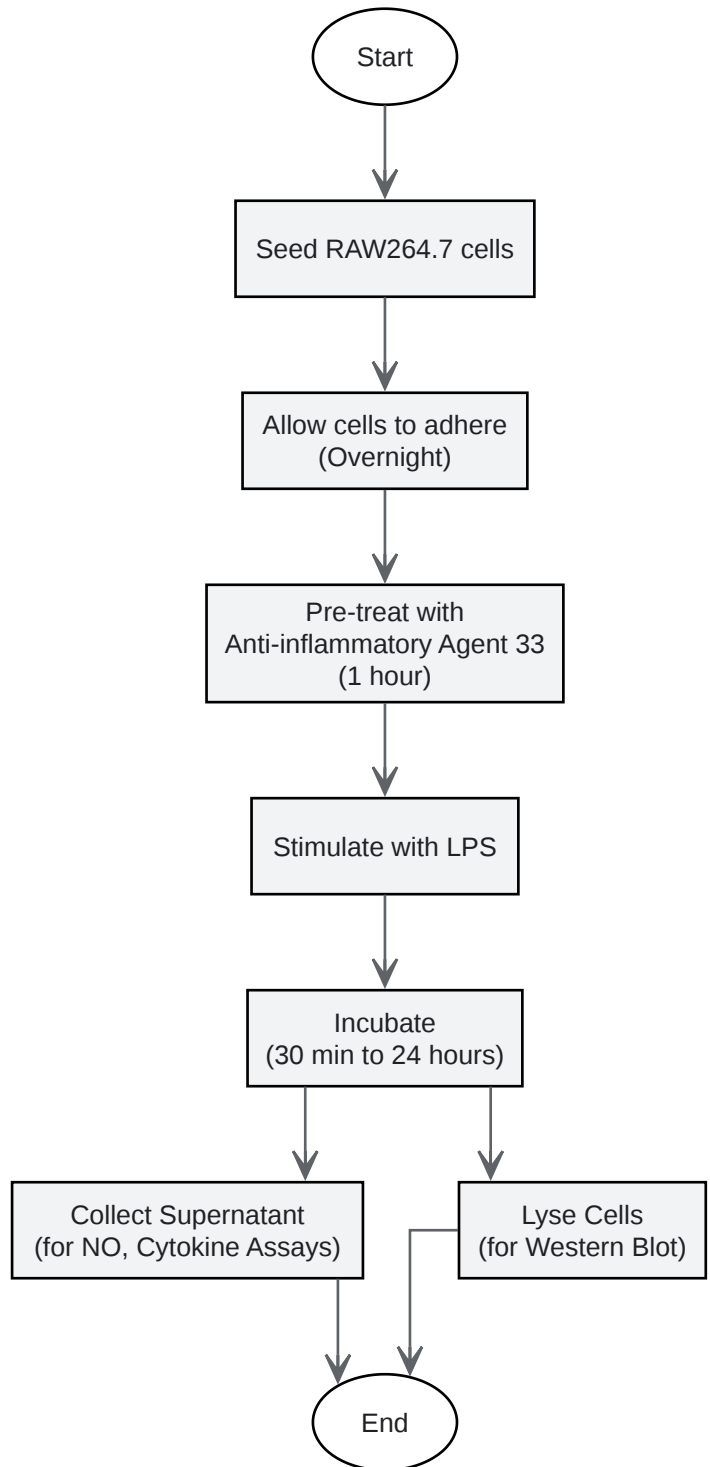 Start
Seed RAW264.7 cells
Allow cells to adhere
(Overnight)
Pre-treat with
Anti-inflammatory Agent 33
(1 hour)
Stimulate with LPS
Incubate
(30 min to 24 hours)
Collect Supernatant
(for NO, Cytokine Assays)
Lyse Cells
(for Western Blot)
End